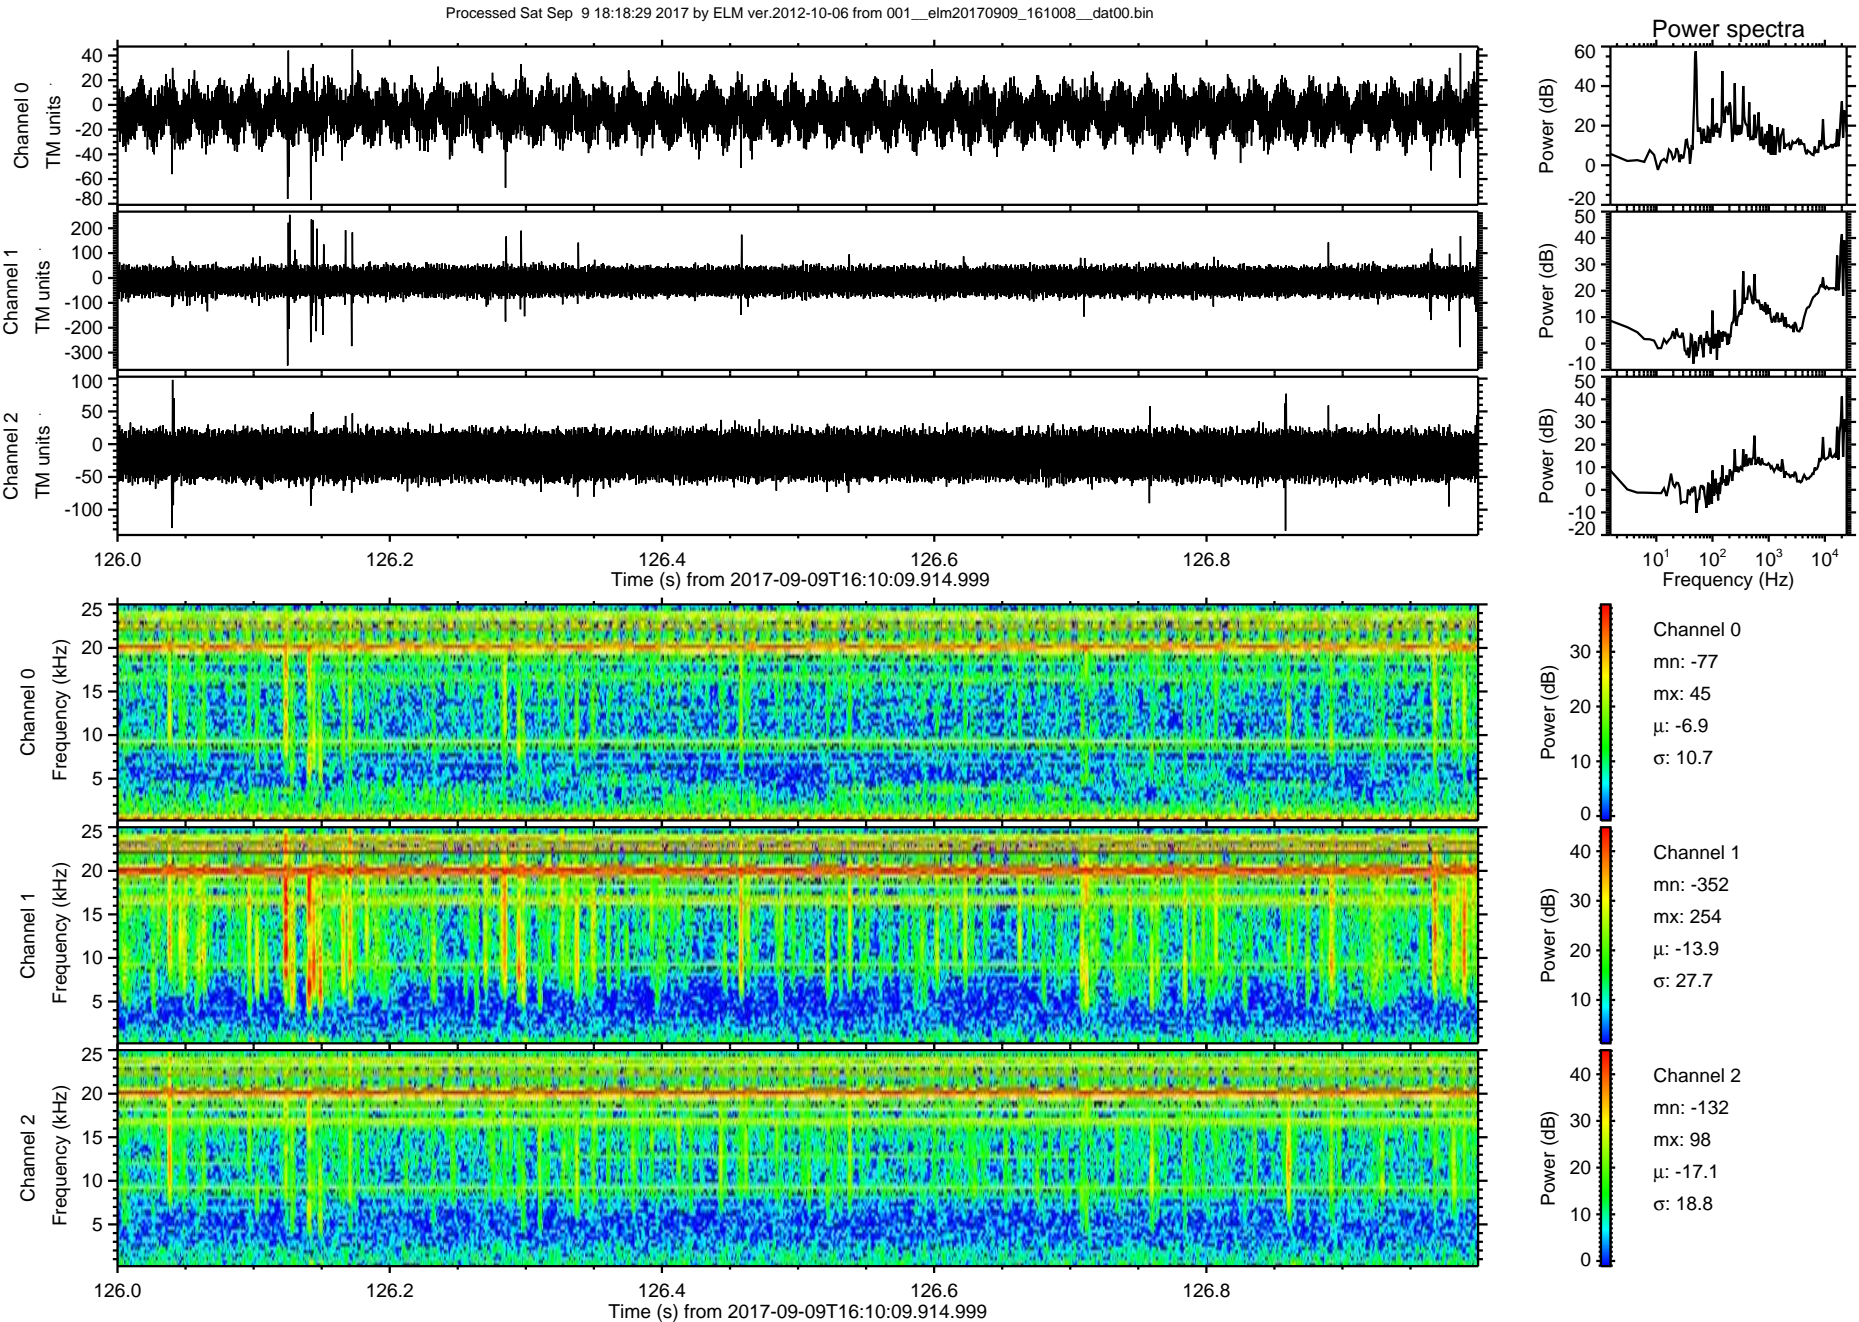 Processed Sat Sep 9 18:18:29 2017 by ELM ver.2012-10-06 from 001__elm20170909_161008__dat00.bin
Power spectra
Channel 0
TM units
40
20
0
-20
-40
-60
-80
Power (dB)
60
40
20
0
-20
Channel 1
TM units
200
100
0
-100
-200
-300
Power (dB)
50
40
30
20
10
0
-10
Channel 2
TM units
100
50
0
-50
-100
Power (dB)
50
40
30
20
10
0
-10
-20
126.0 126.2 126.4 126.6 126.8
Time (s) from 2017-09-09T16:10:09.914.999
10¹ 10² 10³ 10⁴
Frequency (Hz)
Channel 0
Frequency (kHz)
25
20
15
10
5
Power (dB)
30
20
10
0
Channel 0
mn: -77
mx: 45
μ: -6.9
σ: 10.7
Channel 1
Frequency (kHz)
25
20
15
10
5
Power (dB)
40
30
20
10
Channel 1
mn: -352
mx: 254
μ: -13.9
σ: 27.7
Channel 2
Frequency (kHz)
25
20
15
10
5
Power (dB)
40
30
20
10
0
Channel 2
mn: -132
mx: 98
μ: -17.1
σ: 18.8
126.0 126.2 126.4 126.6 126.8
Time (s) from 2017-09-09T16:10:09.914.999